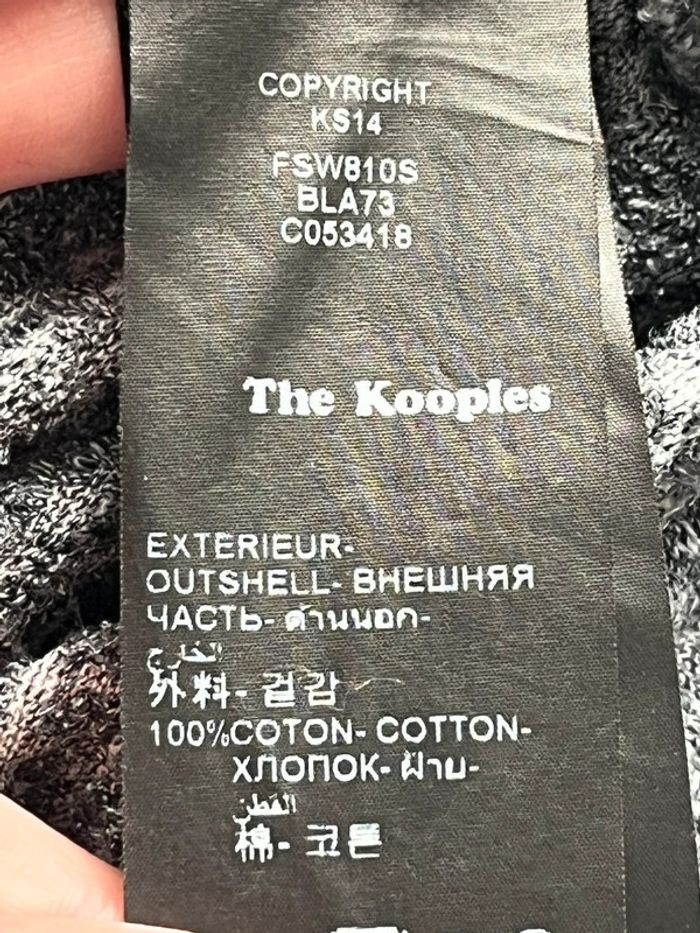 COPYRIGHT
KS14
FSW810S
BLA73
C053418
The Kooples
EXTERIEUR-
OUTSHELL- ВНЕШНЯЯ
ЧАСТЬ- ด้านนอก-
الخارج
外料- 겉감
100%COTON- COTTON-
ХЛОПОК- ฝ้าย-
القطن
棉- 코튼